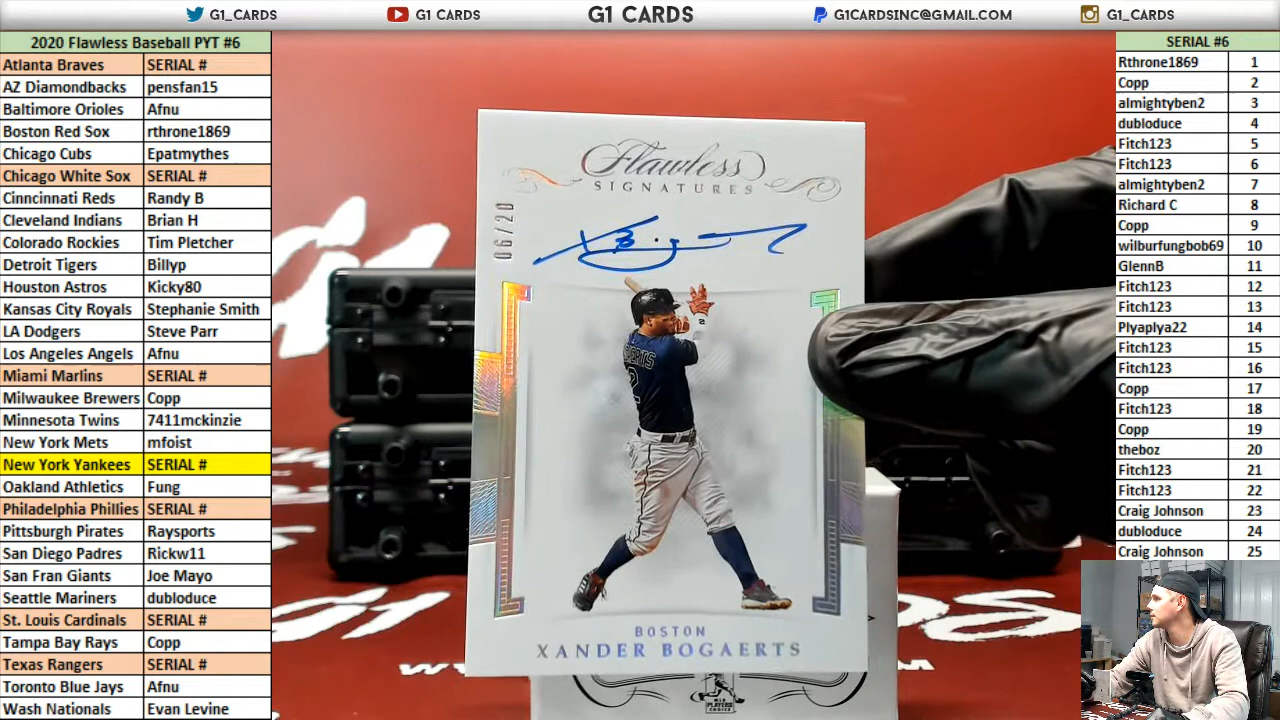 G1_CARDS
G1 CARDS
G1 CARDS
G1CARDSINC@GMAIL.COM
G1_CARDS
2020 Flawless Baseball PYT #6
Atlanta Braves SERIAL #
AZ Diamondbacks pensfan15
Baltimore Orioles Afnu
Boston Red Sox rthrone1869
Chicago Cubs Epatmythes
Chicago White Sox SERIAL #
Cinncinnati Reds Randy B
Cleveland Indians Brian H
Colorado Rockies Tim Pletcher
Detroit Tigers Billyp
Houston Astros Kicky80
Kansas City Royals Stephanie Smith
LA Dodgers Steve Parr
Los Angeles Angels Afnu
Miami Marlins SERIAL #
Milwaukee Brewers Copp
Minnesota Twins 7411mckinzie
New York Mets mfoist
New York Yankees SERIAL #
Oakland Athletics Fung
Philadelphia Phillies SERIAL #
Pittsburgh Pirates Raysports
San Diego Padres Rickw11
San Fran Giants Joe Mayo
Seattle Mariners dubloduce
St. Louis Cardinals SERIAL #
Tampa Bay Rays Copp
Texas Rangers SERIAL #
Toronto Blue Jays Afnu
Wash Nationals Evan Levine
Flawless
SIGNATURES
06/20
2
BOSTON
XANDER BOGAERTS
MLB
PLAYERS
CHOICE
SERIAL #6
Rthrone1869 1
Copp 2
almightyben2 3
dubloduce 4
Fitch123 5
Fitch123 6
almightyben2 7
Richard C 8
Copp 9
wilburfungbob69 10
GlennB 11
Fitch123 12
Fitch123 13
Plyaplya22 14
Fitch123 15
Fitch123 16
Copp 17
Fitch123 18
Copp 19
theboz 20
Fitch123 21
Fitch123 22
Craig Johnson 23
dubloduce 24
Craig Johnson 25